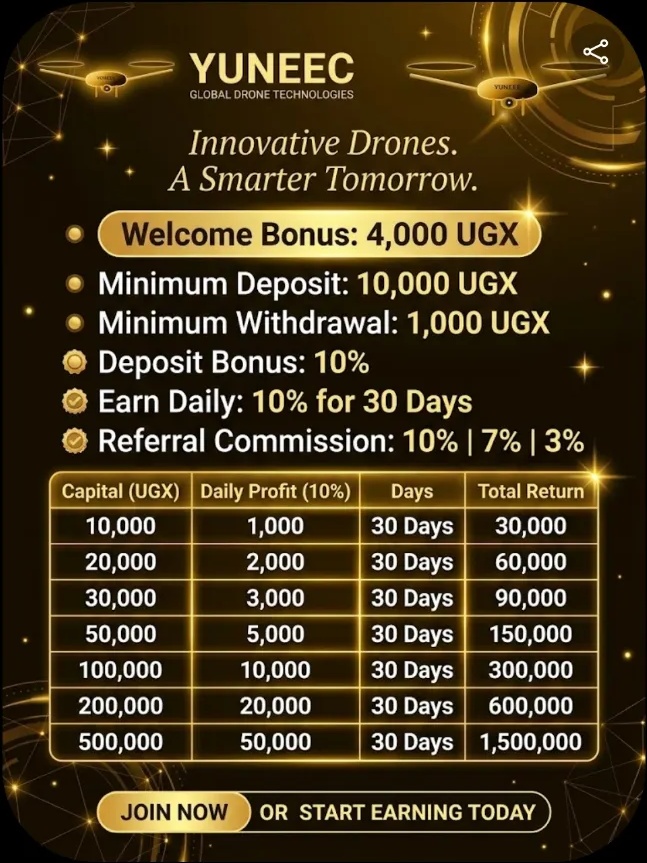 YUNEEC
GLOBAL DRONE TECHNOLOGIES
Innovative Drones.
A Smarter Tomorrow.
Welcome Bonus: 4,000 UGX
Minimum Deposit: 10,000 UGX
Minimum Withdrawal: 1,000 UGX
Deposit Bonus: 10%
Earn Daily: 10% for 30 Days
Referral Commission: 10% | 7% | 3%
Capital (UGX) Daily Profit (10%) Days Total Return
10,000 1,000 30 Days 30,000
20,000 2,000 30 Days 60,000
30,000 3,000 30 Days 90,000
50,000 5,000 30 Days 150,000
100,000 10,000 30 Days 300,000
200,000 20,000 30 Days 600,000
500,000 50,000 30 Days 1,500,000
JOIN NOW OR START EARNING TODAY